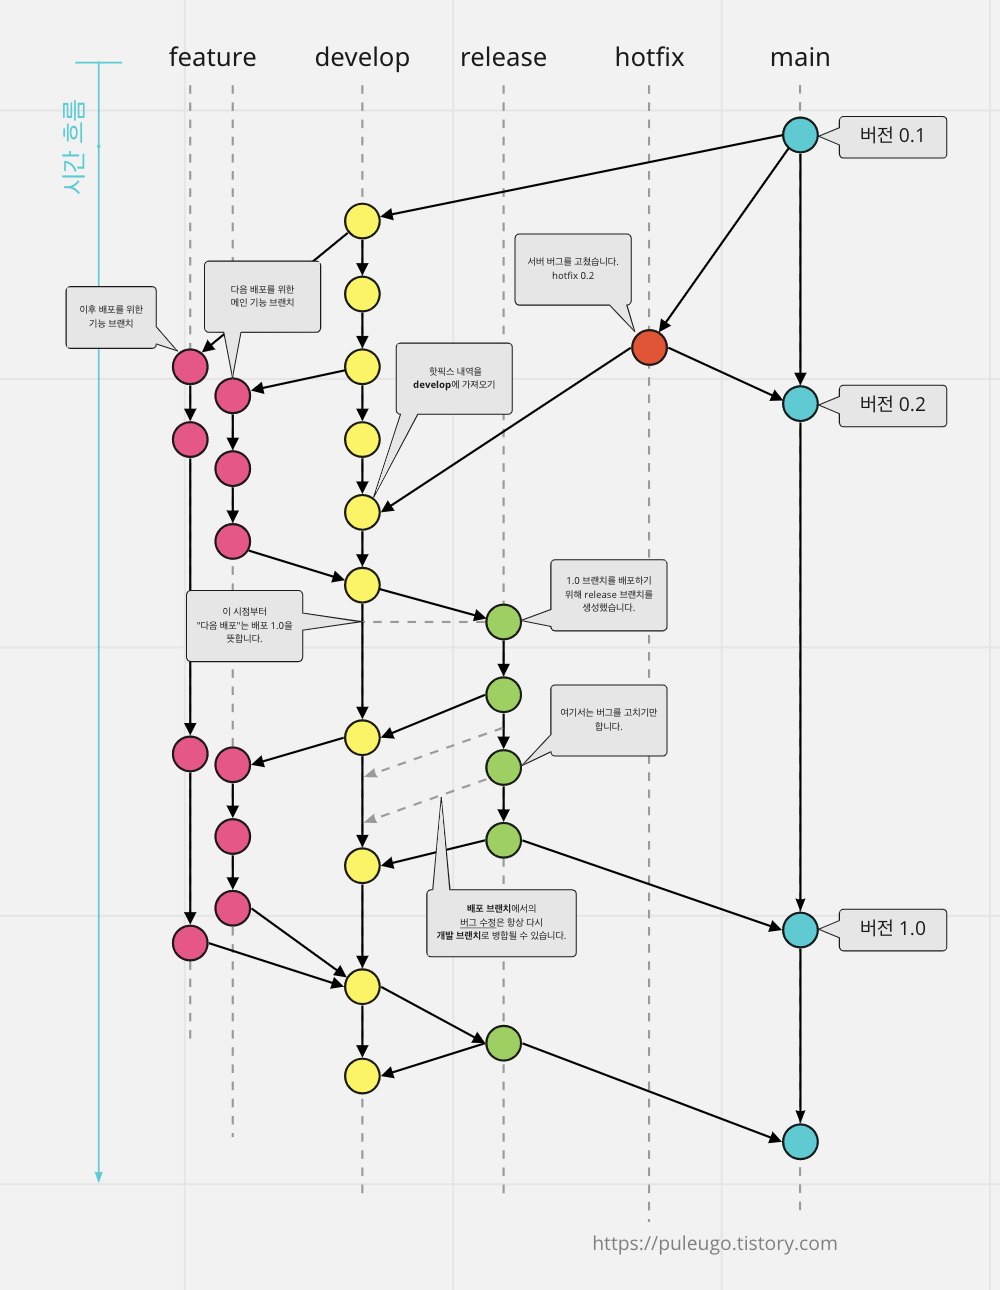 feature
develop
release
hotfix
main
시간 흐름
버전 0.1
서버 버그를 고쳤습니다.
hotfix 0.2
다음 배포를 위한
메인 기능 브랜치
이후 배포를 위한
기능 브랜치
핫픽스 내역을
develop에 가져오기
버전 0.2
1.0 브랜치를 배포하기
위해 release 브랜치를
생성했습니다.
이 시점부터
"다음 배포"는 배포 1.0을
뜻합니다.
여기서는 버그를 고치기만
합니다.
배포 브랜치에서의
버그 수정은 항상 다시
개발 브랜치로 병합될 수 있습니다.
버전 1.0
https://puleugo.tistory.com